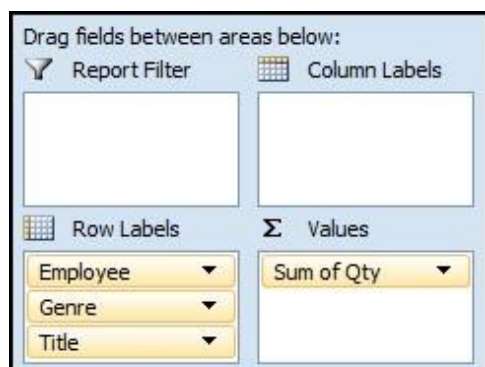 Drag fields between areas below:
Report Filter
Column Labels
Row Labels
Σ Values
Employee
Sum of Qty
Genre
Title